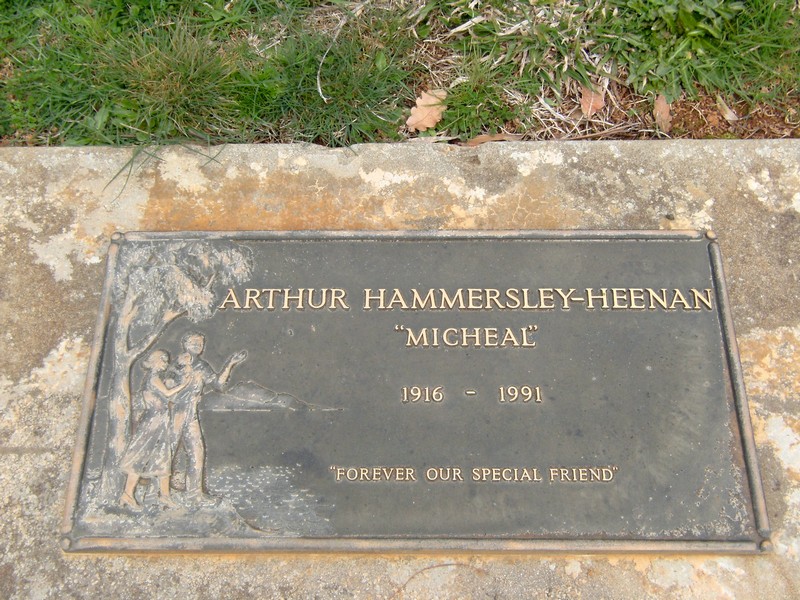 ARTHUR HAMMERSLEY-HEENAN
"MICHEAL"
1916 - 1991
"FOREVER OUR SPECIAL FRIEND"